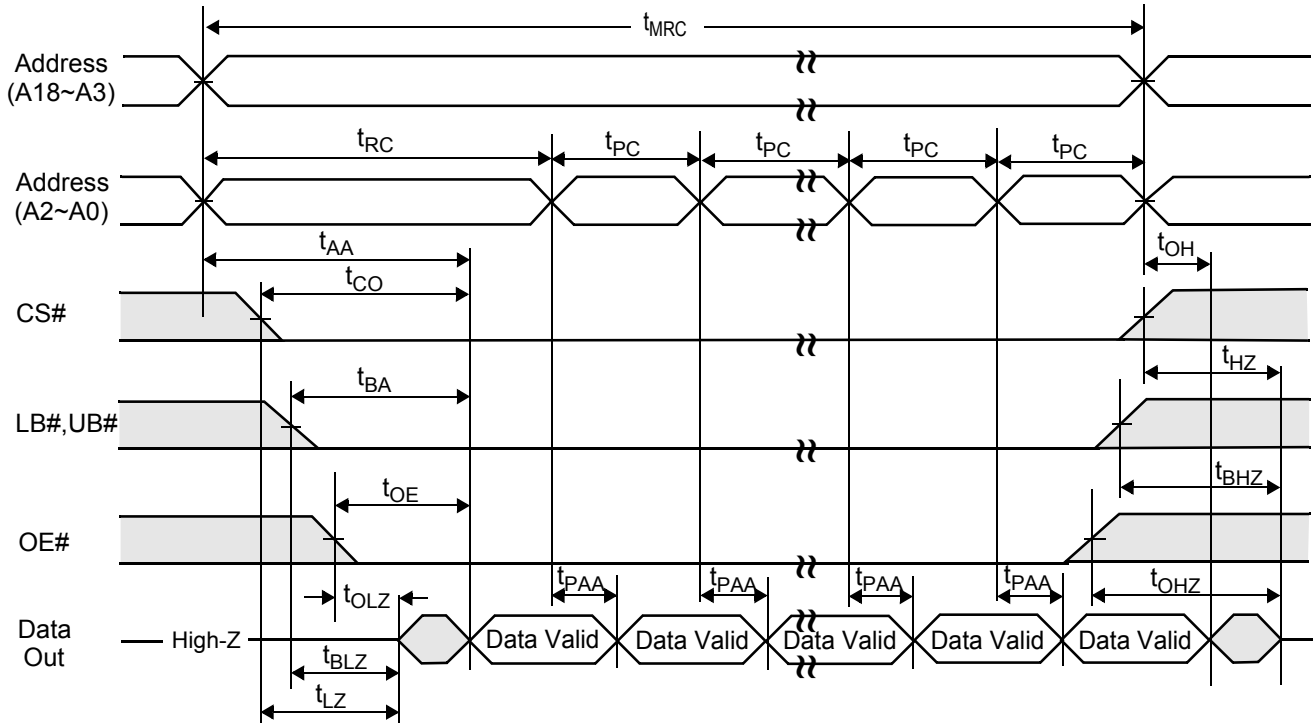 tMRC
Address
(A18~A3)
tRC
tPC
tPC
tPC
tPC
Address
(A2~A0)
tAA
tOH
tCO
CS#
tHZ
tBA
LB#,UB#
tBHZ
tOE
OE#
tPAA
tPAA
tPAA
tPAA
tOHZ
tOLZ
Data
Out
High-Z
Data Valid
Data Valid
Data Valid
Data Valid
Data Valid
tBLZ
tLZ